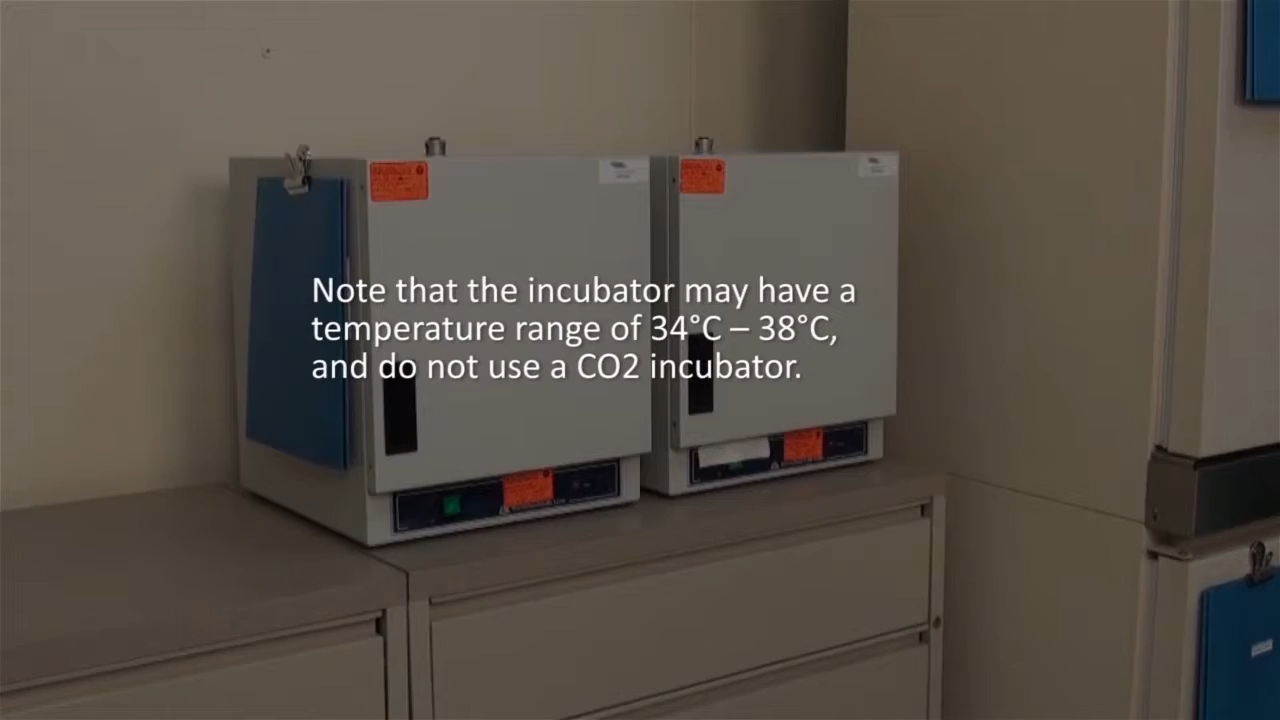 Note that the incubator may have a
temperature range of 34°C – 38°C,
and do not use a CO2 incubator.